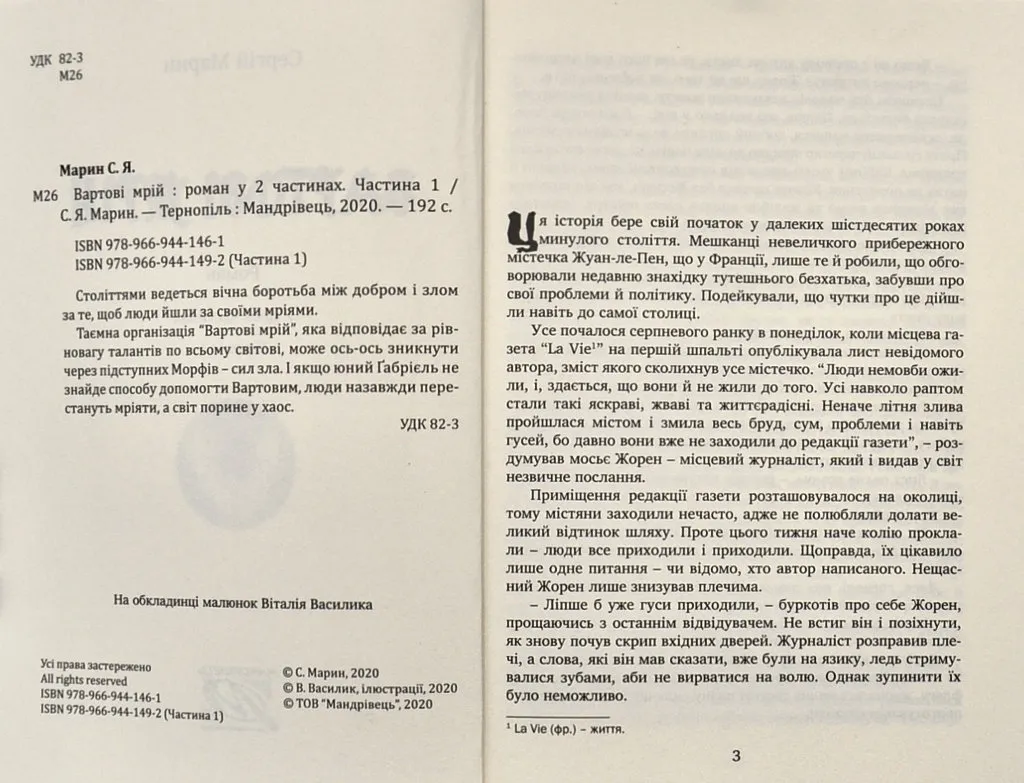 УДК 82-3
М26
Марин С. Я.
М26 Вартові мрій : роман у 2 частинах. Частина 1 /
С. Я. Марин. — Тернопіль : Мандрівець, 2020. — 192 с.
ISBN 978-966-944-146-1
ISBN 978-966-944-149-2 (Частина 1)
Століттями ведеться вічна боротьба між добром і злом
за те, щоб люди йшли за своїми мріями.
Таємна організація "Вартові мрій", яка відповідає за рів-
новагу талантів по всьому світові, може ось-ось зникнути
через підступних Морфів – сил зла. І якщо юний Ґабрієль не
знайде способу допомогти Вартовим, люди назавжди пере-
стануть мріяти, а світ порине у хаос.
УДК 82-3
На обкладинці малюнок Віталія Василика
Усі права застережено
All rights reserved
ISBN 978-966-944-146-1
ISBN 978-966-944-149-2 (Частина 1)
© С. Марин, 2020
© В. Василик, ілюстрації, 2020
© ТОВ "Мандрівець", 2020
Ця історія бере свій початок у далеких шістдесятих роках
минулого століття. Мешканці невеличкого прибережного
містечка Жуан-ле-Пен, що у Франції, лише те й робили, що обго-
ворювали недавню знахідку тутешнього безхатька, забувши про
свої проблеми й політику. Подейкували, що чутки про це дійш-
ли навіть до самої столиці.
Усе почалося серпневого ранку в понеділок, коли місцева га-
зета "La Vie¹" на першій шпальті опублікувала лист невідомого
автора, зміст якого сколихнув усе містечко. "Люди немовби ожи-
ли, і, здається, що вони й не жили до того. Усі навколо раптом
стали такі яскраві, жваві та життєрадісні. Неначе літня злива
пройшлася містом і змила весь бруд, сум, проблеми і навіть
гусей, бо давно вони вже не заходили до редакції газети", – роз-
думував мосьє Жорен – місцевий журналіст, який і видав у світ
незвичне послання.
Приміщення редакції газети розташовувалося на околиці,
тому містяни заходили нечасто, адже не полюбляли долати ве-
ликий відтинок шляху. Проте цього тижня наче колію прокла-
ли – люди все приходили і приходили. Щоправда, їх цікавило
лише одне питання – чи відомо, хто автор написаного. Нещас-
ний Жорен лише знизував плечима.
– Ліпше б уже гуси приходили, – буркотів про себе Жорен,
прощаючись з останнім відвідувачем. Не встиг він і позіхнути,
як знову почув скрип вхідних дверей. Журналіст розправив пле-
чі, а слова, які він мав сказати, вже були на язику, ледь стриму-
валися зубами, аби не вирватися на волю. Однак зупинити їх
було неможливо.
¹ La Vie (фр.) – життя.
3